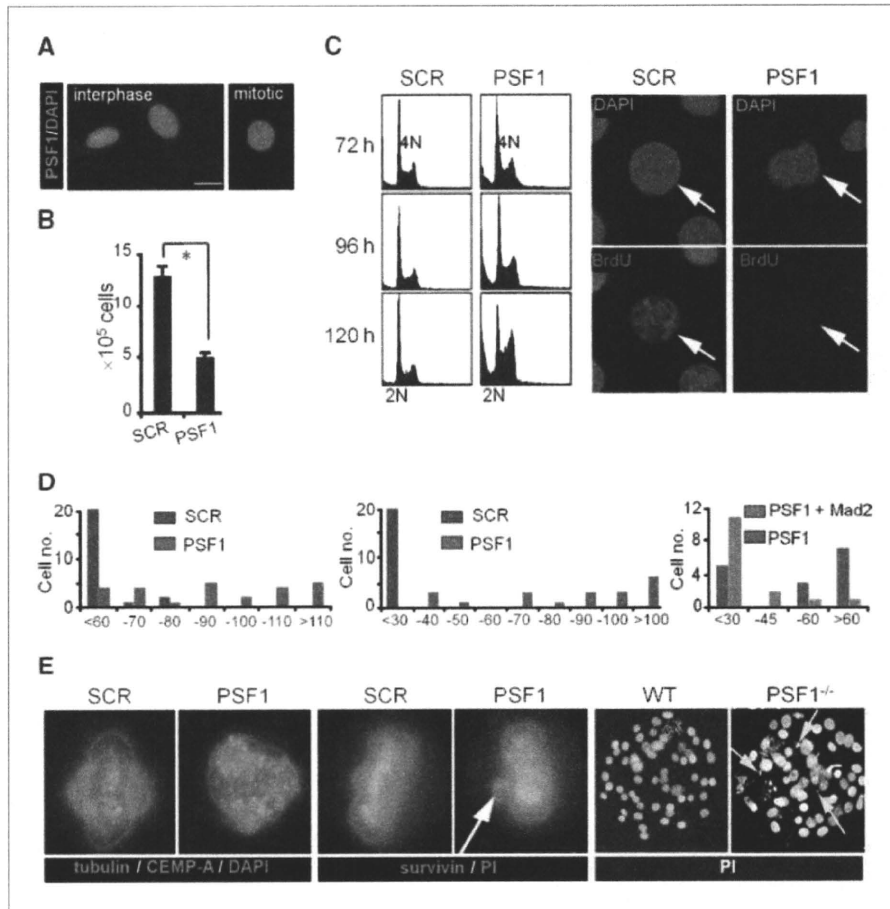 A
PSF1/DAPI
interphase
mitotic
B
15
10
5
0
×10⁵ cells
*
SCR
PSF1
C
SCR
PSF1
SCR
PSF1
72 h
4N
4N
96 h
120 h
2N
2N
DAPI
DAPI
BrdU
BrdU
D
20
10
0
Cell no.
SCR
PSF1
<60 -70 -80 -90 -100 -110 >110
20
10
0
Cell no.
SCR
PSF1
<30 -40 -50 -60 -70 -80 -90 -100 >100
12
8
4
0
Cell no.
PSF1 + Mad2
PSF1
<30 -45 -60 >60
E
SCR
PSF1
SCR
PSF1
WT
PSF1⁻/⁻
tubulin / CEMP-A / DAPI
survivin / PI
PI